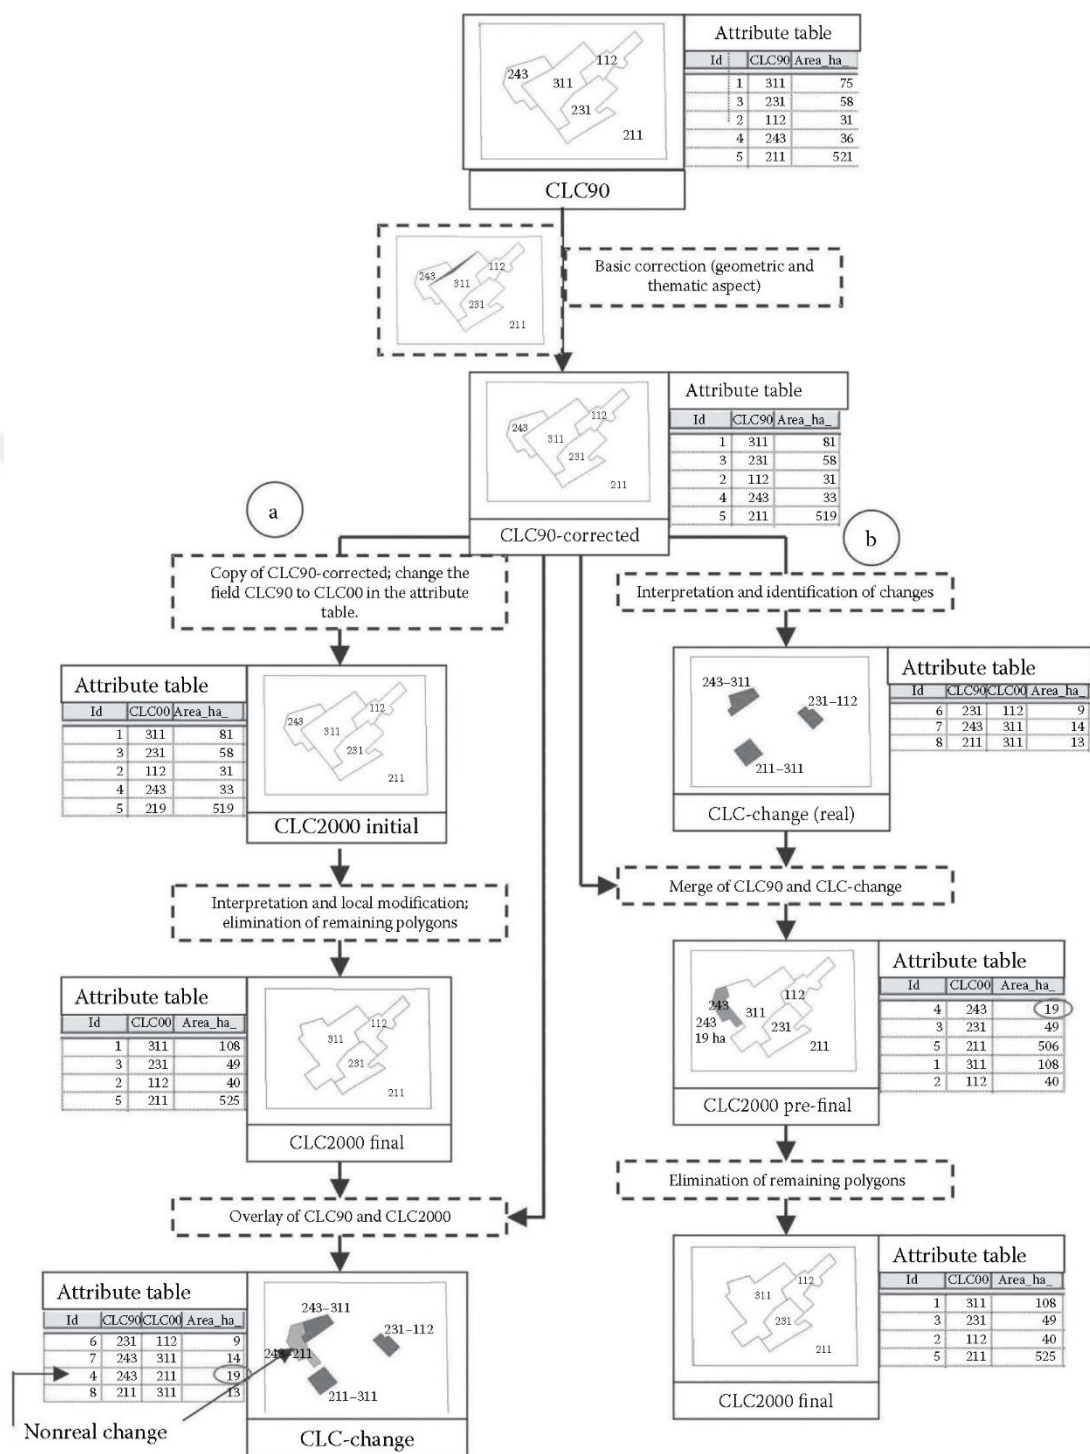 243
311
112
231
211
Attribute table
Id CLC90 Area_ha_
1 311 75
3 231 58
2 112 31
4 243 36
5 211 521
CLC90
243
311
112
231
211
Basic correction (geometric and
thematic aspect)
243
311
112
231
211
Attribute table
Id CLC90 Area_ha_
1 311 81
3 231 58
2 112 31
4 243 33
5 211 519
CLC90-corrected
a
Copy of CLC90-corrected; change the
field CLC90 to CLC00 in the attribute
table.
Attribute table
Id CLC00 Area_ha_
1 311 81
3 231 58
2 112 31
4 243 33
5 219 519
243
311
112
231
211
CLC2000 initial
Interpretation and local modification;
elimination of remaining polygons
Attribute table
Id CLC00 Area_ha_
1 311 108
3 231 49
2 112 40
5 211 525
311
112
231
211
CLC2000 final
Overlay of CLC90 and CLC2000
Attribute table
Id CLC90 CLC00 Area_ha_
6 231 112 9
7 243 311 14
4 243 211 19
8 211 311 13
Nonreal change
243–311
231–112
243–211
211–311
CLC-change
b
Interpretation and identification of changes
243–311
231–112
211–311
Attribute table
Id CLC90 CLC00 Area_ha_
6 231 112 9
7 243 311 14
8 211 311 13
CLC-change (real)
Merge of CLC90 and CLC-change
243
243
19 ha
311
112
231
211
Attribute table
Id CLC00 Area_ha_
4 243 19
3 231 49
5 211 506
1 311 108
2 112 40
CLC2000 pre-final
Elimination of remaining polygons
311
112
231
211
Attribute table
Id CLC00 Area_ha_
1 311 108
3 231 49
2 112 40
5 211 525
CLC2000 final